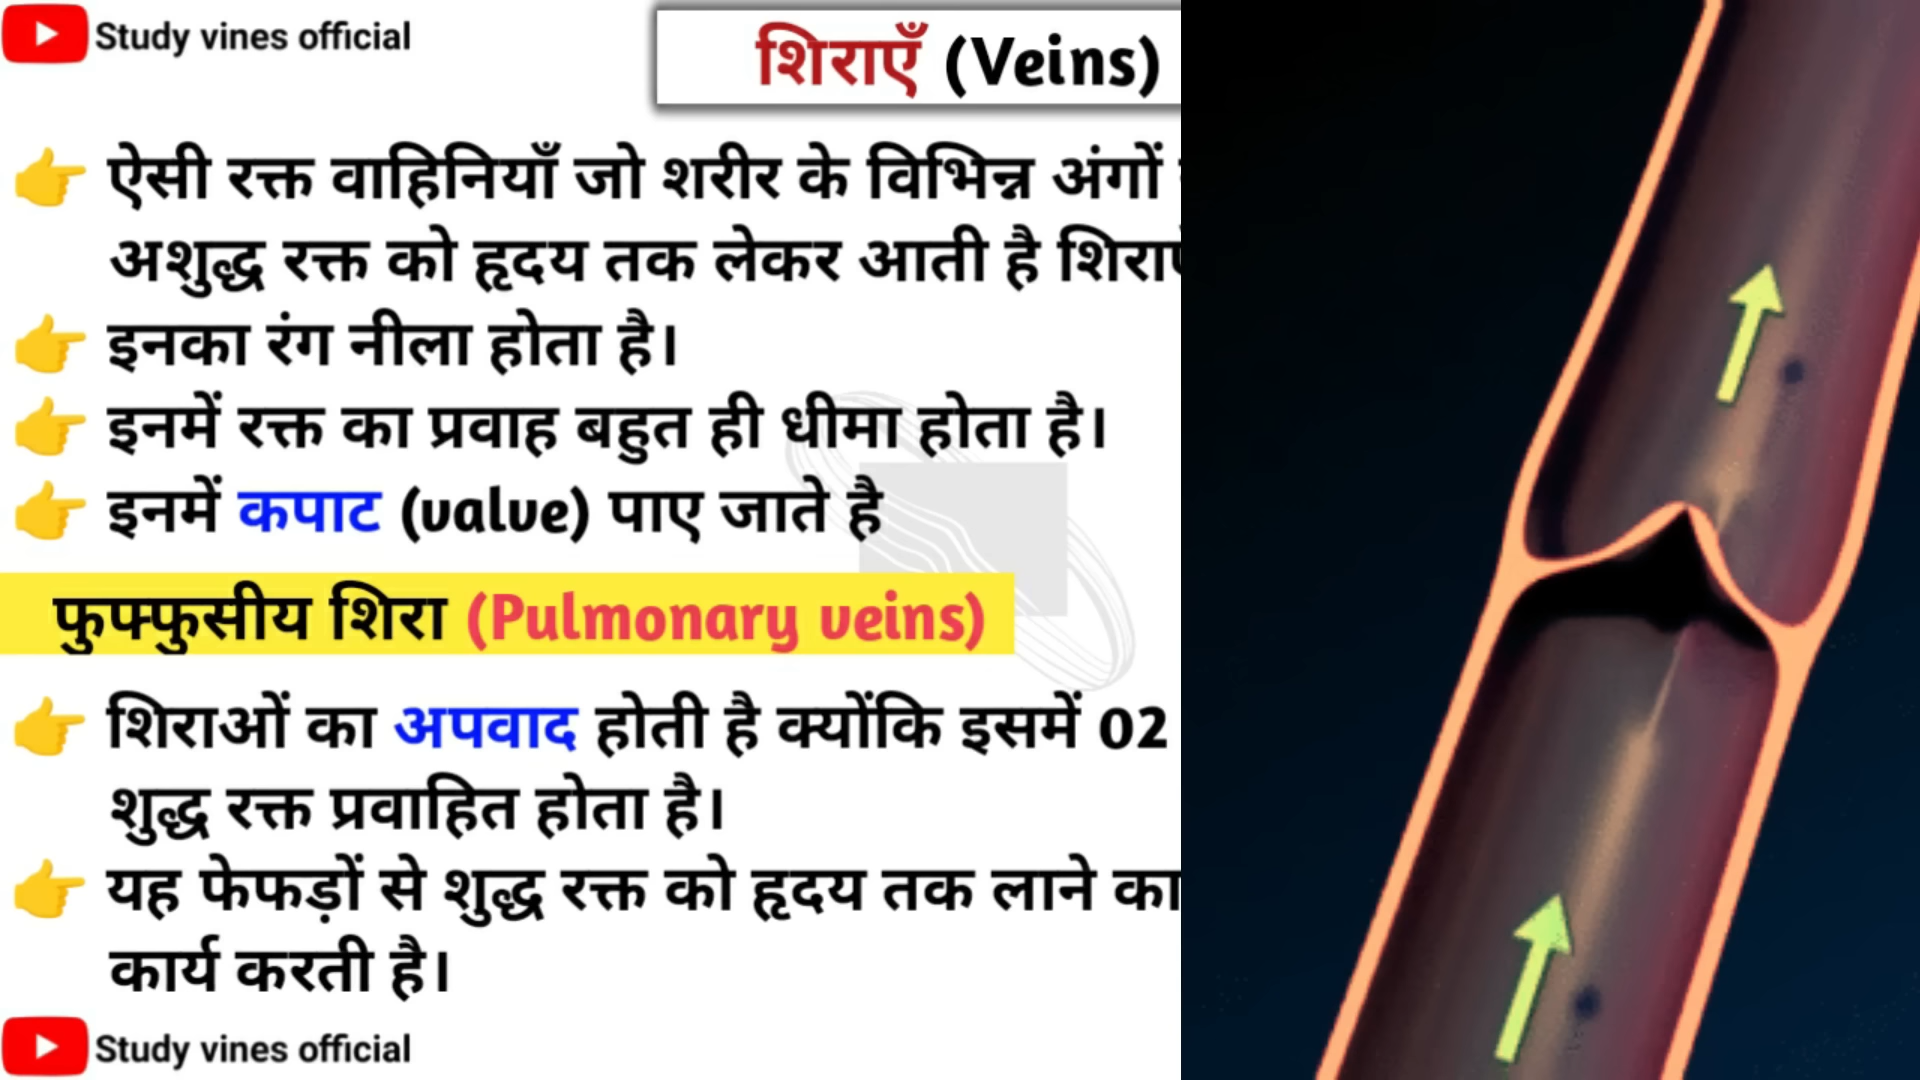 Study vines official
शिराएँ (Veins)
👉 ऐसी रक्त वाहिनियाँ जो शरीर के विभिन्न अंगों
अशुद्ध रक्त को हृदय तक लेकर आती है
👉 इनका रंग नीला होता है।
👉 इनमें रक्त का प्रवाह बहुत ही धीमा होता है।
👉 इनमें कपाट (valve) पाए जाते है
फुफ्फुसीय शिरा (Pulmonary veins)
👉 शिराओं का अपवाद होती है क्योंकि इसमें 02
शुद्ध रक्त प्रवाहित होता है।
👉 यह फेफड़ों से शुद्ध रक्त को हृदय तक लाने का
कार्य करती है।
Study vines official